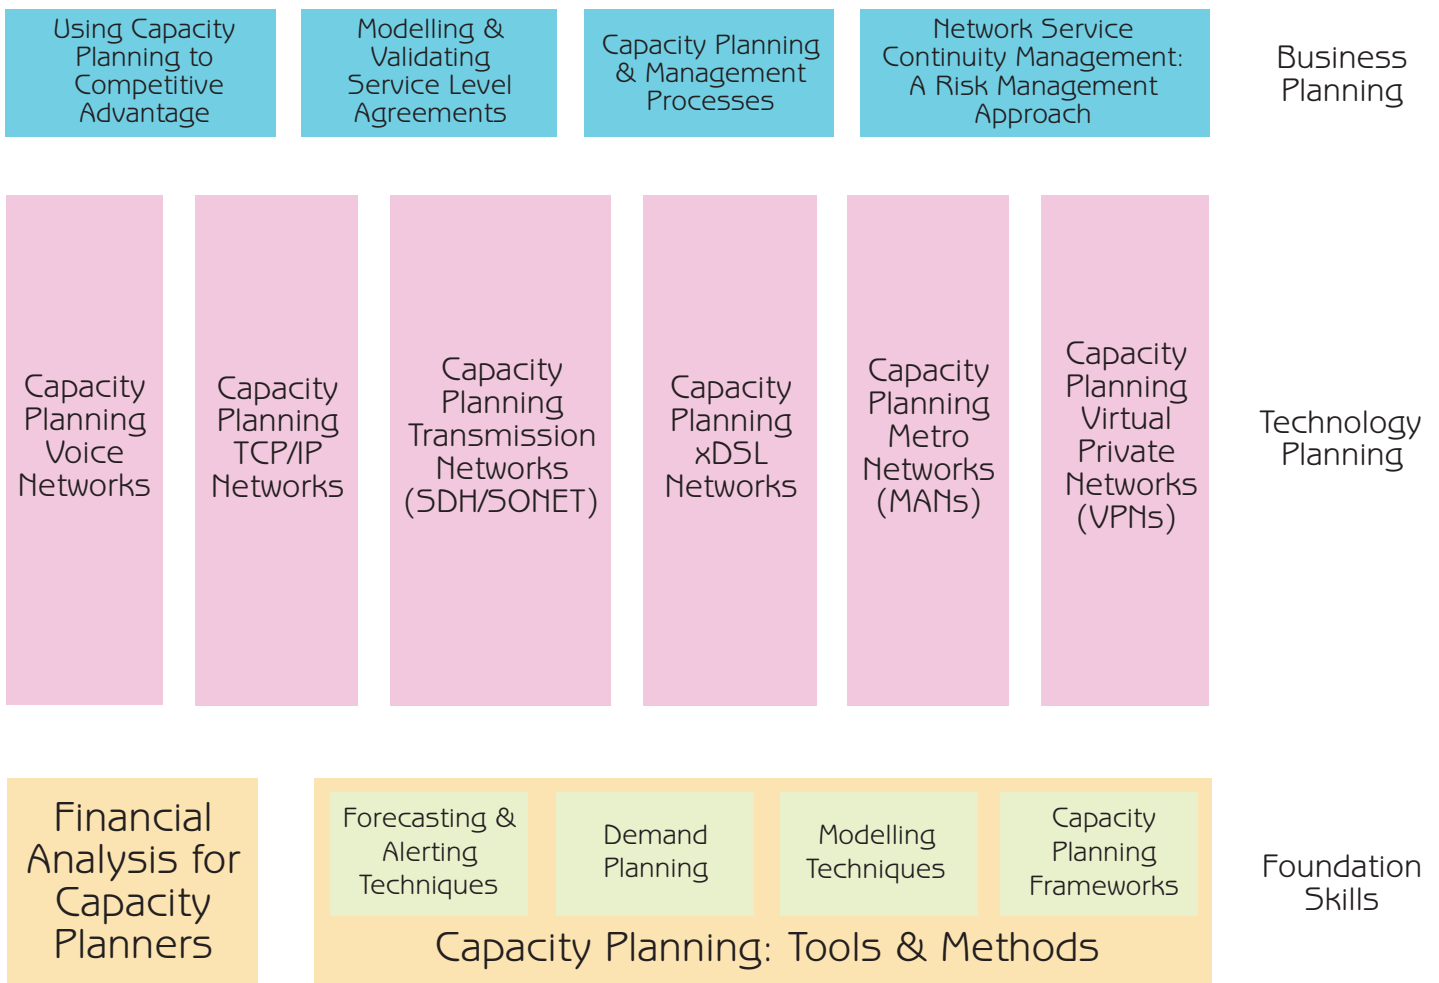 Using Capacity
Planning to
Competitive
Advantage
Modelling &
Validating
Service Level
Agreements
Capacity Planning
& Management
Processes
Network Service
Continuity Management:
A Risk Management
Approach
Business
Planning
Capacity
Planning
Voice
Networks
Capacity
Planning
TCP/IP
Networks
Capacity
Planning
Transmission
Networks
(SDH/SONET)
Capacity
Planning
xDSL
Networks
Capacity
Planning
Metro
Networks
(MANs)
Capacity
Planning
Virtual
Private
Networks
(VPNs)
Technology
Planning
Financial
Analysis for
Capacity
Planners
Forecasting &
Alerting
Techniques
Demand
Planning
Modelling
Techniques
Capacity
Planning
Frameworks
Capacity Planning: Tools & Methods
Foundation
Skills